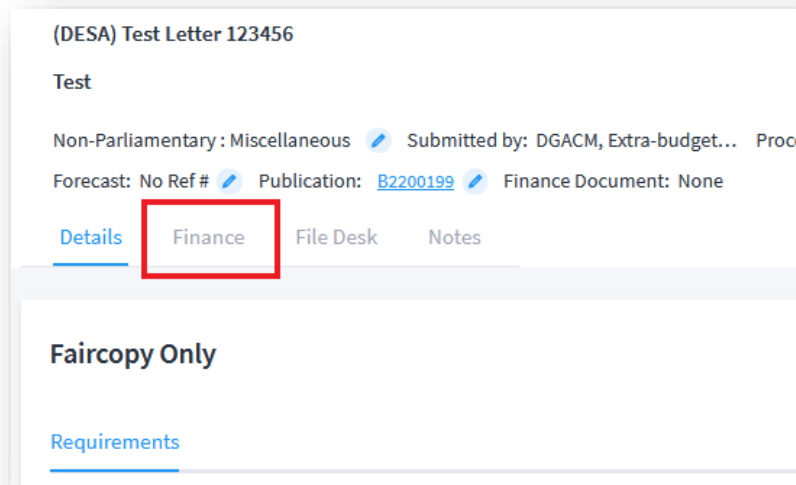 (DESA) Test Letter 123456
Test
Non-Parliamentary : Miscellaneous Submitted by: DGACM, Extra-budget...
Forecast: No Ref # Publication: B2200199 Finance Document: None
Details Finance File Desk Notes
Faircopy Only
Requirements